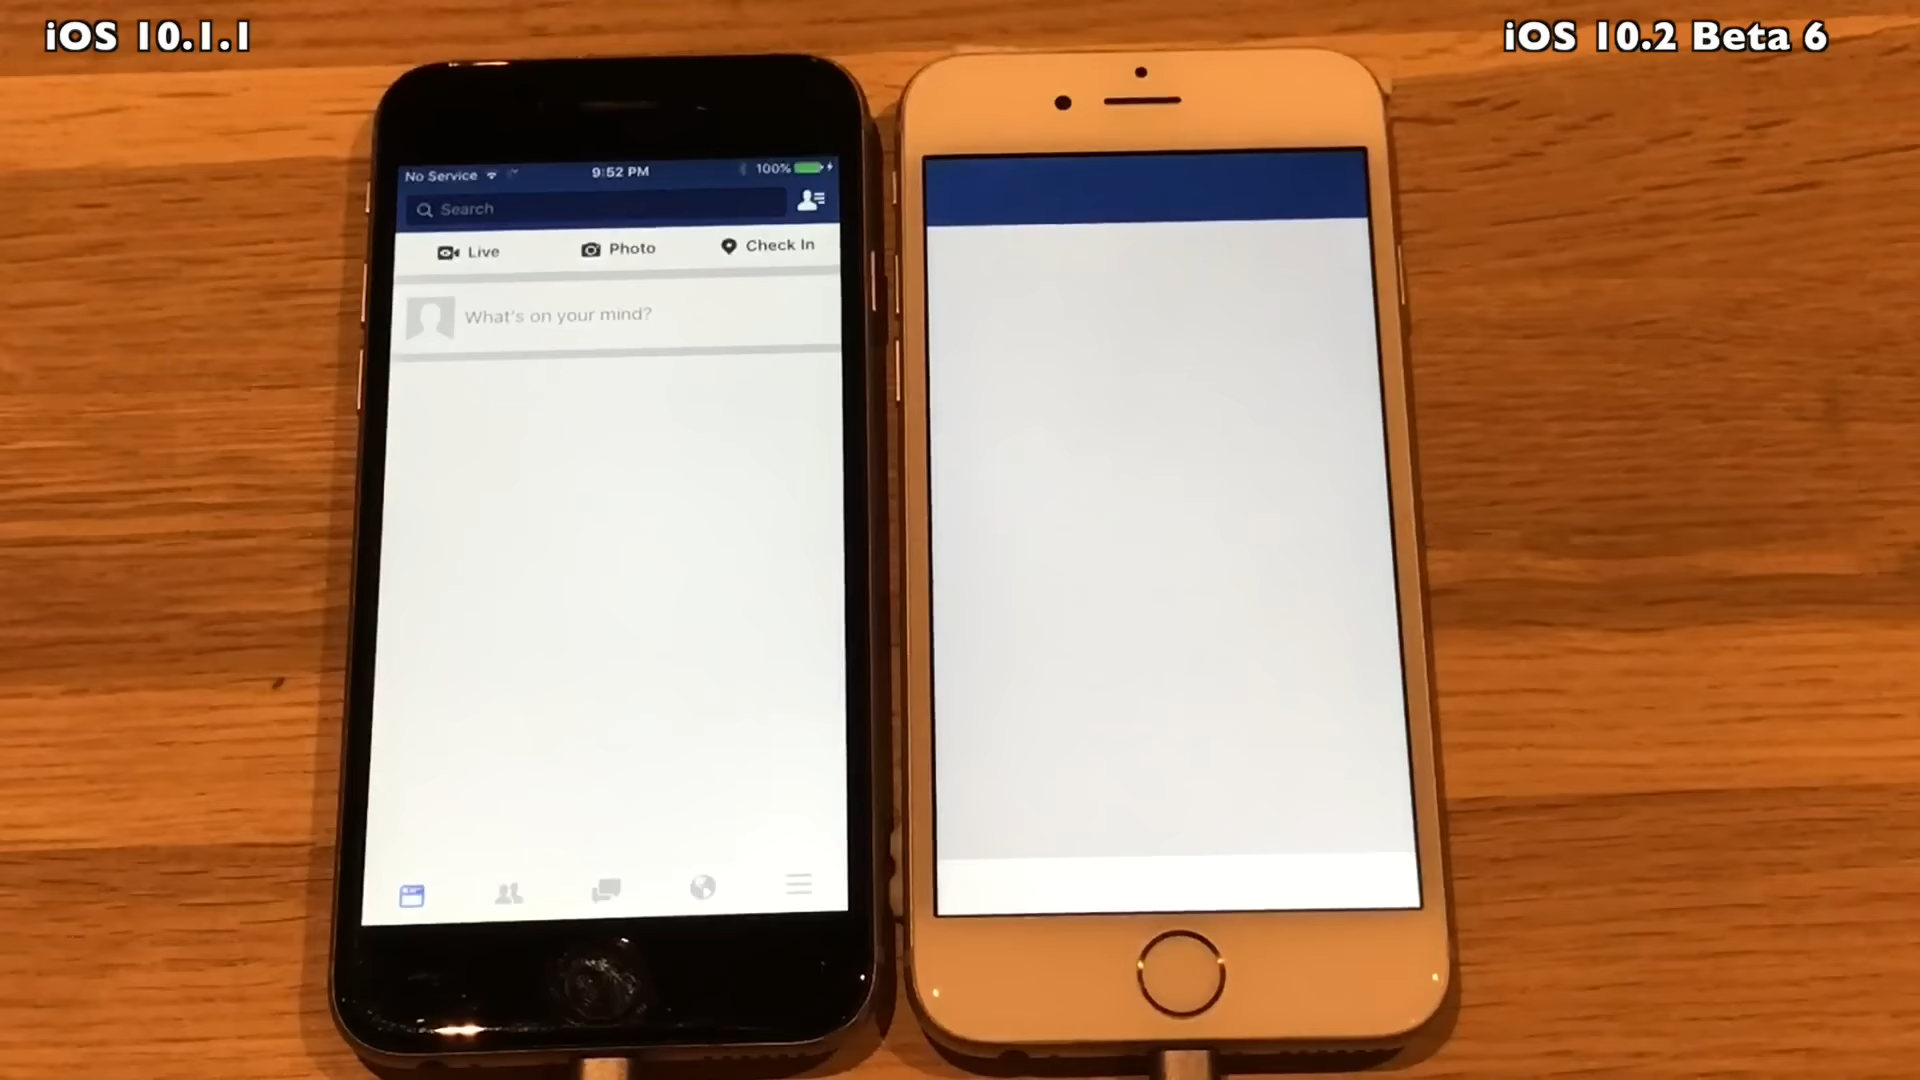 iOS 10.1.1
iOS 10.2 Beta 6
No Service 9:52 PM 100%
Search
Live Photo Check In
What's on your mind?